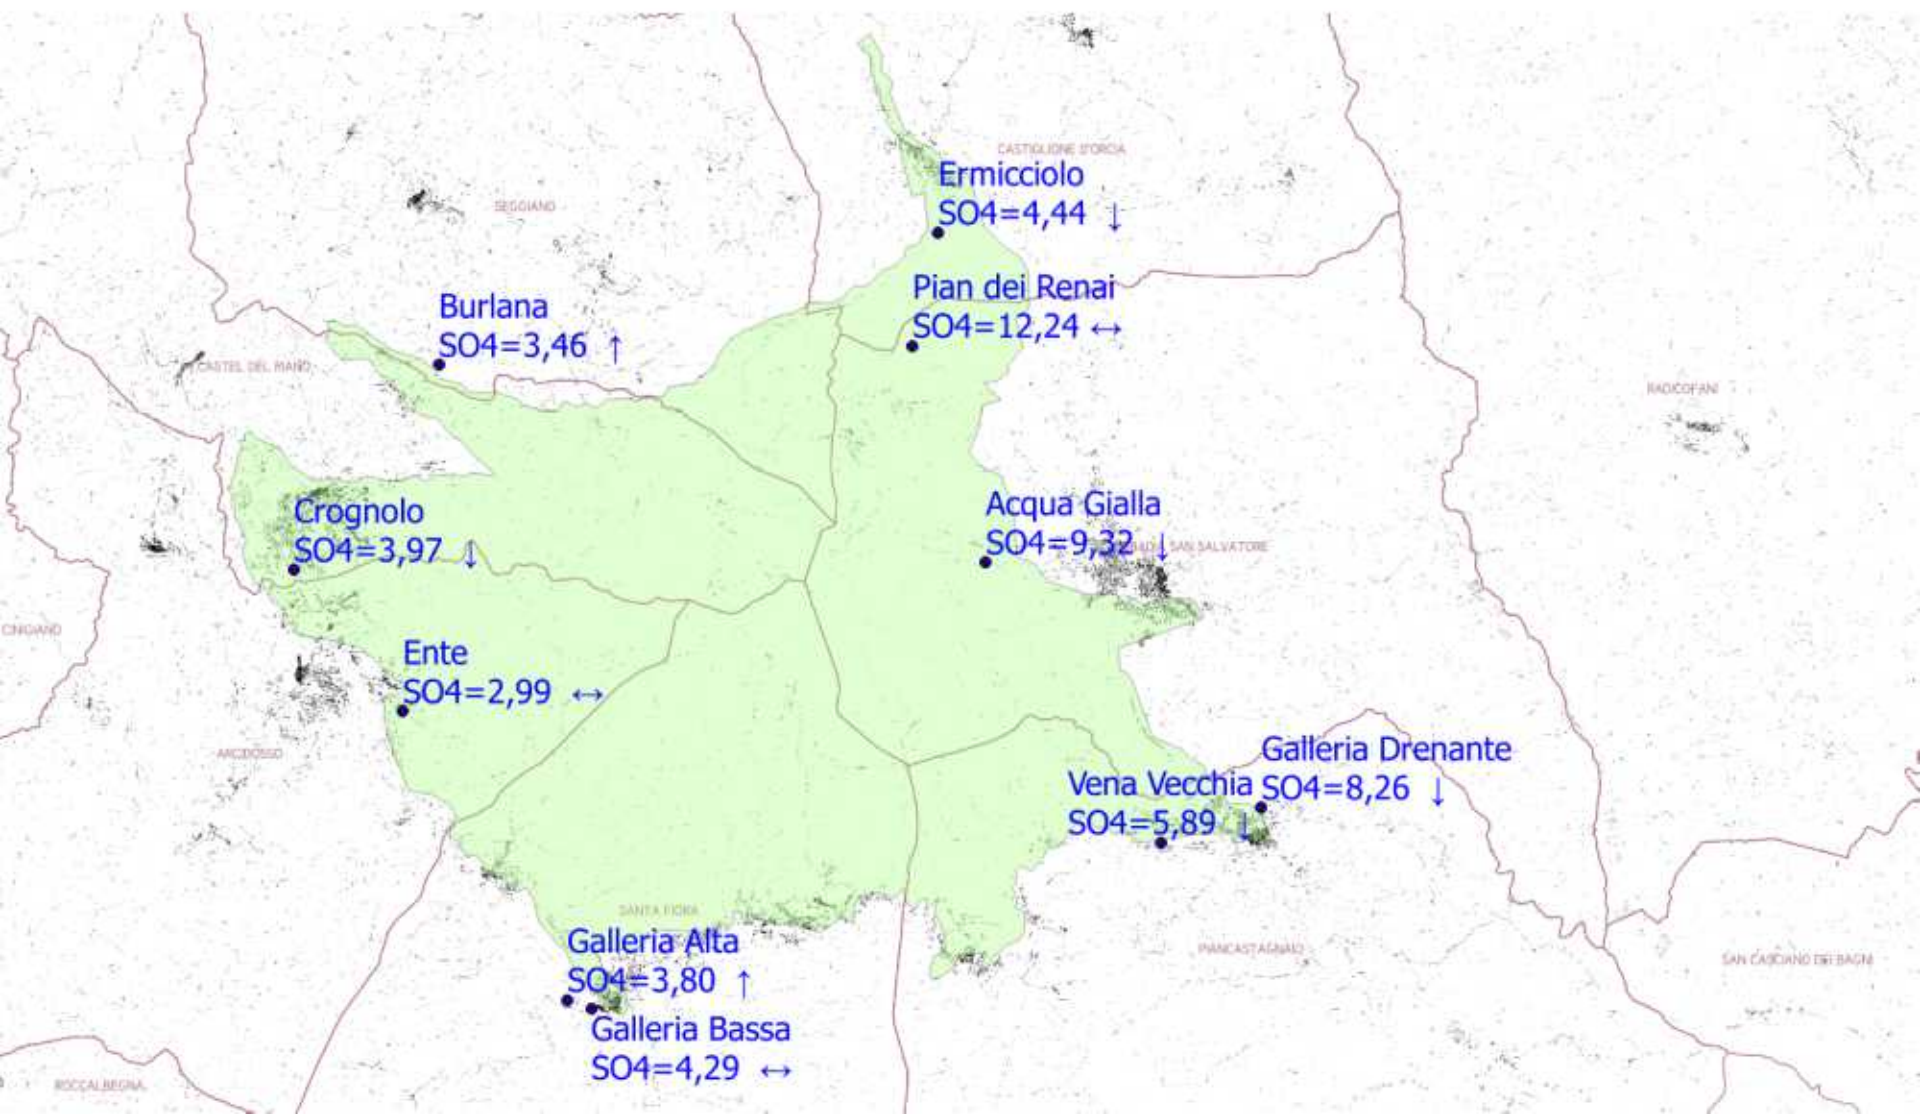 CASTIGLIONE D'ORCIA
Ermicciolo
SO4=4,44 ↓
SEGGIANO
Pian dei Renai
SO4=12,24 ↔
Burlana
SO4=3,46 ↑
CASTEL DEL PIANO
RADICOFANI
Acqua Gialla
SO4=9,32 ↓
SAN SALVATORE
Crognolo
SO4=3,97 ↓
CINIGIANO
Ente
SO4=2,99 ↔
ARCIDOSSO
Galleria Drenante
SO4=8,26 ↓
Vena Vecchia
SO4=5,89 ↓
SANTA FIORA
Galleria Alta
SO4=3,80 ↑
PIANCASTAGNAIO
SAN CASCIANO DEI BAGNI
Galleria Bassa
SO4=4,29 ↔
ROCCALBEGNA